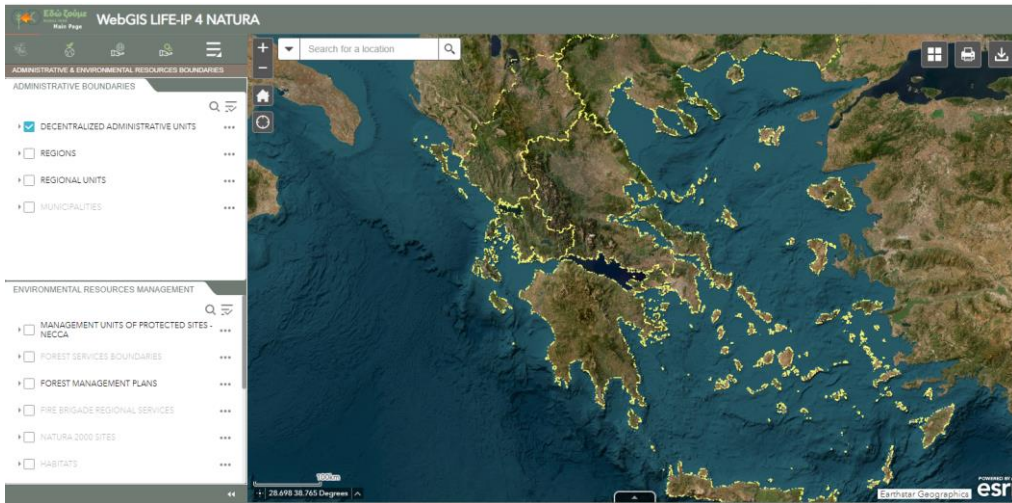 Εδώ ζούμε
Main Page
WebGIS LIFE-IP 4 NATURA
ADMINISTRATIVE & ENVIRONMENTAL RESOURCES BOUNDARIES
ADMINISTRATIVE BOUNDARIES
DECENTRALIZED ADMINISTRATIVE UNITS
REGIONS
REGIONAL UNITS
MUNICIPALITIES
ENVIRONMENTAL RESOURCES MANAGEMENT
MANAGEMENT UNITS OF PROTECTED SITES -
NECCA
FOREST SERVICES BOUNDARIES
FOREST MANAGEMENT PLANS
FIRE BRIGADE REGIONAL SERVICES
NATURA 2000 SITES
HABITATS
Search for a location
100km
28.698 38.765 Degrees
Earthstar Geographics
POWERED BY
esri